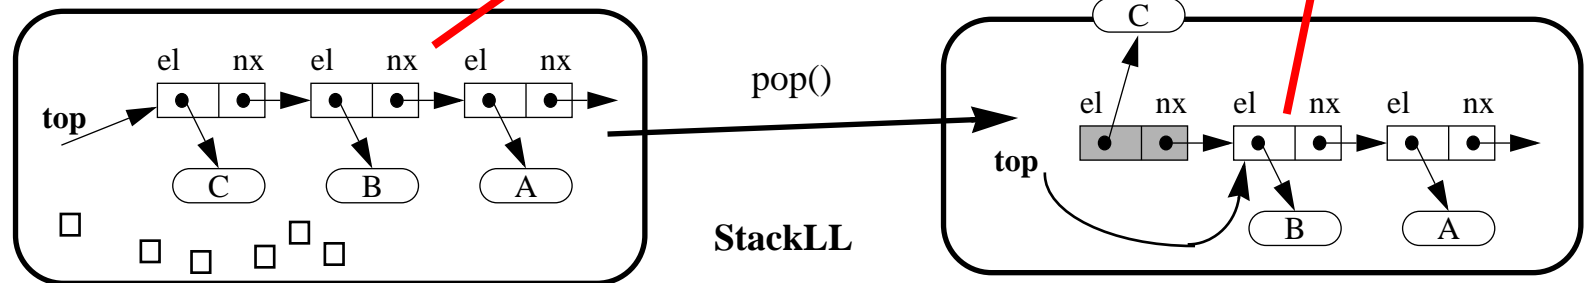 el nx el nx el nx
top
C B A
pop()
StackLL
C
el nx el nx el nx
top
B A